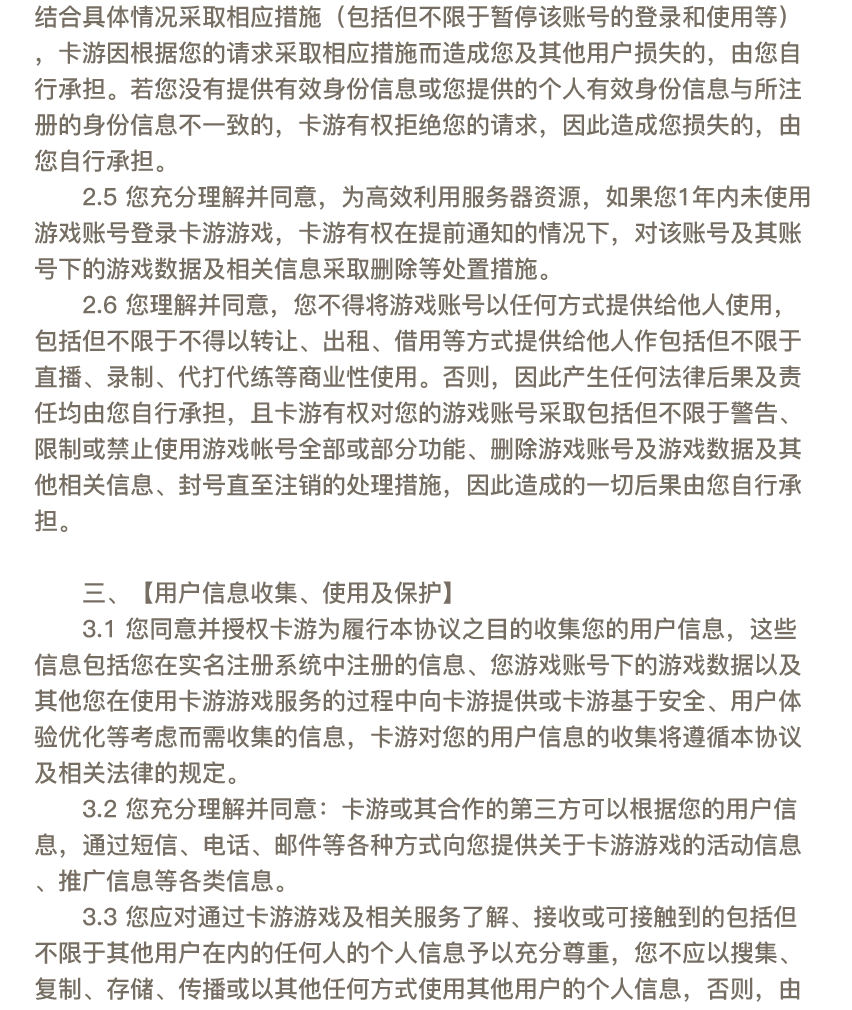 结合具体情况采取相应措施（包括但不限于暂停该账号的登录和使用等）
，卡游因根据您的请求采取相应措施而造成您及其他用户损失的，由您自
行承担。若您没有提供有效身份信息或您提供的个人有效身份信息与所注
册的身份信息不一致的，卡游有权拒绝您的请求，因此造成您损失的，由
您自行承担。
2.5 您充分理解并同意，为高效利用服务器资源，如果您1年内未使用
游戏账号登录卡游游戏，卡游有权在提前通知的情况下，对该账号及其账
号下的游戏数据及相关信息采取删除等处置措施。
2.6 您理解并同意，您不得将游戏账号以任何方式提供给他人使用，
包括但不限于不得以转让、出租、借用等方式提供给他人作包括但不限于
直播、录制、代打代练等商业性使用。否则，因此产生任何法律后果及责
任均由您自行承担，且卡游有权对您的游戏账号采取包括但不限于警告、
限制或禁止使用游戏帐号全部或部分功能、删除游戏账号及游戏数据及其
他相关信息、封号直至注销的处理措施，因此造成的一切后果由您自行承
担。
三、【用户信息收集、使用及保护】
3.1 您同意并授权卡游为履行本协议之目的收集您的用户信息，这些
信息包括您在实名注册系统中注册的信息、您游戏账号下的游戏数据以及
其他您在使用卡游游戏服务的过程中向卡游提供或卡游基于安全、用户体
验优化等考虑而需收集的信息，卡游对您的用户信息的收集将遵循本协议
及相关法律的规定。
3.2 您充分理解并同意：卡游或其合作的第三方可以根据您的用户信
息，通过短信、电话、邮件等各种方式向您提供关于卡游游戏的活动信息
、推广信息等各类信息。
3.3 您应对通过卡游游戏及相关服务了解、接收或可接触到的包括但
不限于其他用户在内的任何人的个人信息予以充分尊重，您不应以搜集、
复制、存储、传播或以其他任何方式使用其他用户的个人信息，否则，由